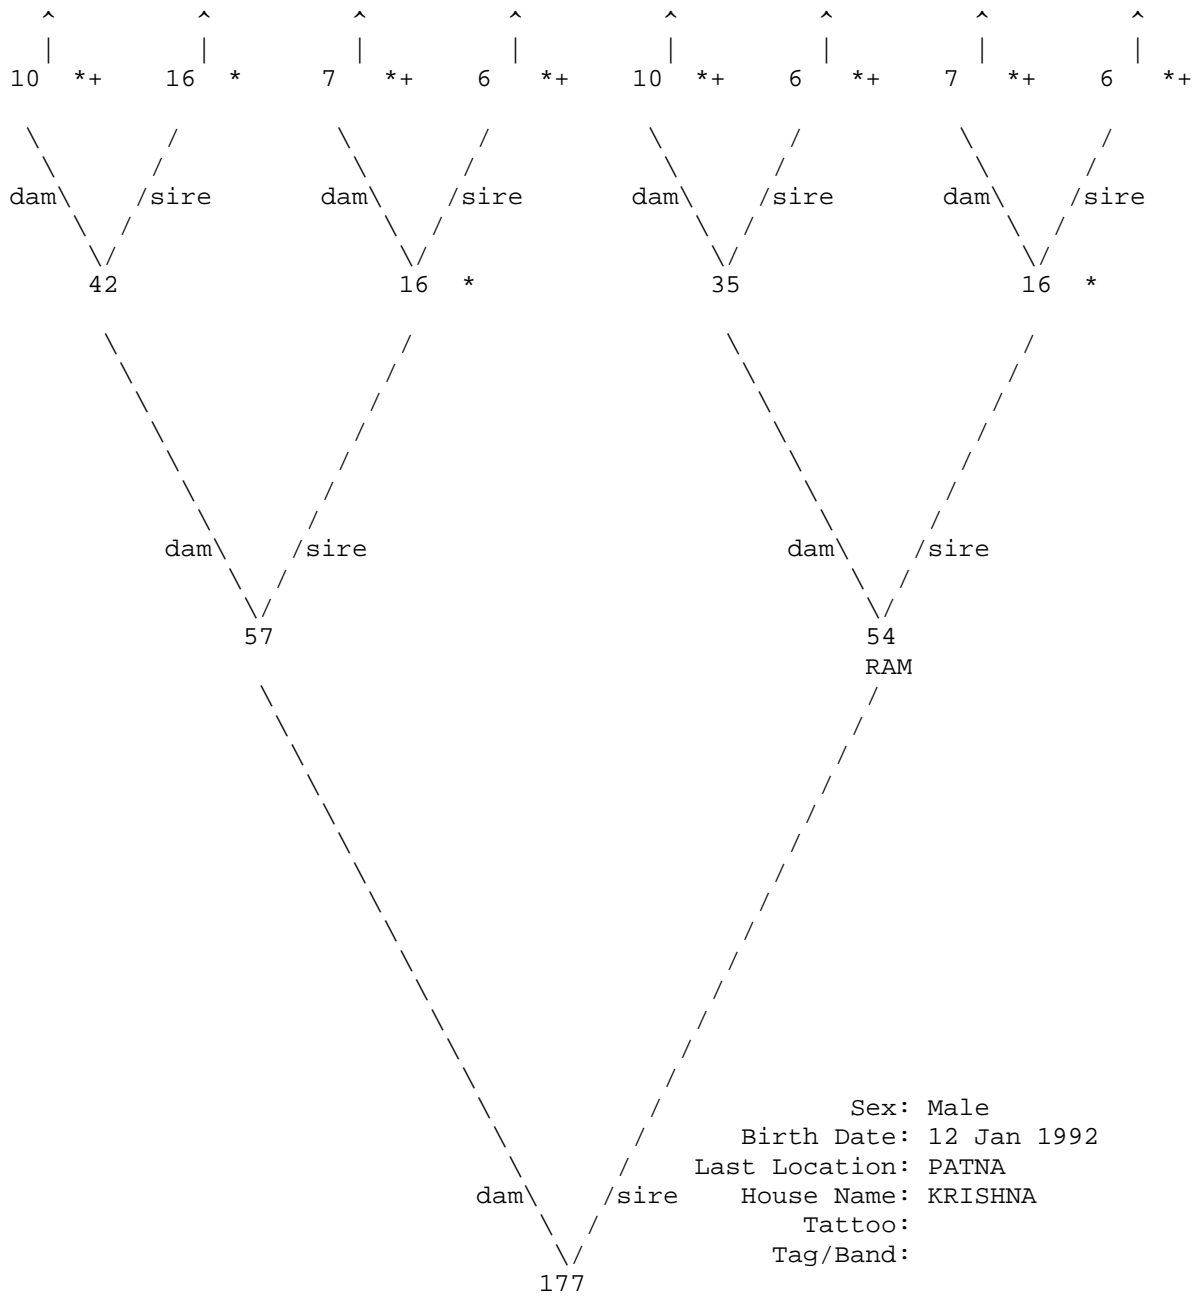 ^ ^ ^ ^ ^ ^ ^ ^
| | | | | | | |
10 *+ 16 * 7 *+ 6 *+ 10 *+ 6 *+ 7 *+ 6 *+
dam sire dam sire dam sire dam sire
42 16 * 35 16 *
dam sire dam sire
57 54
RAM
Sex: Male
Birth Date: 12 Jan 1992
Last Location: PATNA
dam sire House Name: KRISHNA
Tattoo:
Tag/Band:
177